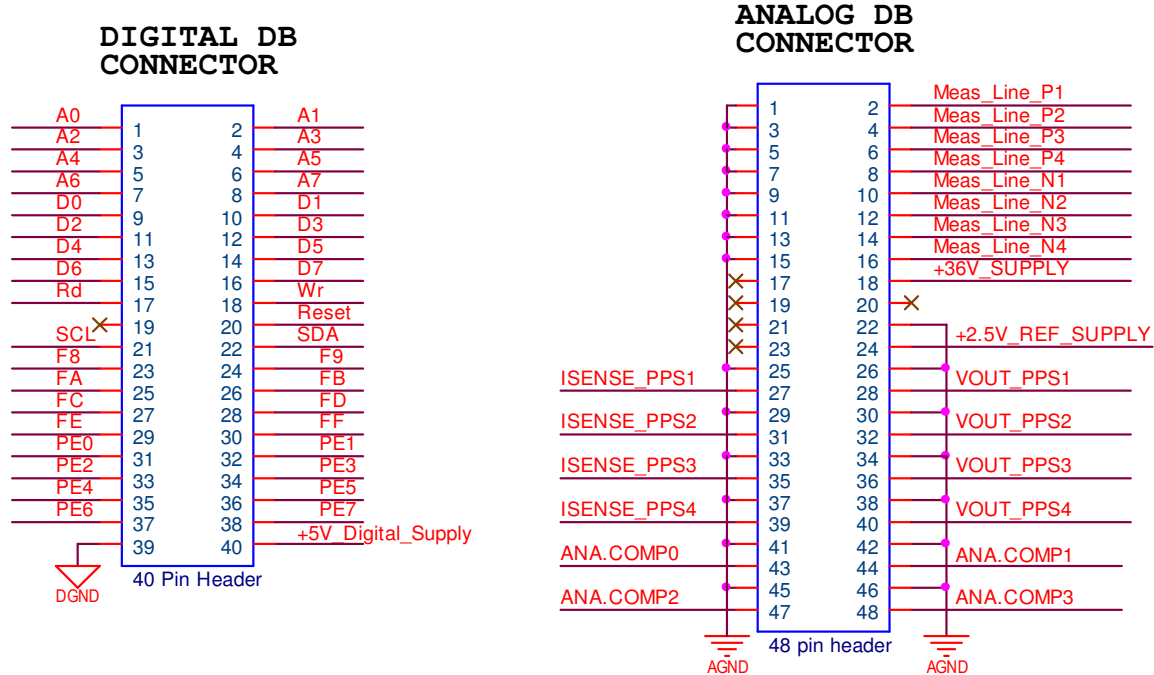 DIGITAL DB
CONNECTOR
A0 1 2 A1
A2 3 4 A3
A4 5 6 A5
A6 7 8 A7
D0 9 10 D1
D2 11 12 D3
D4 13 14 D5
D6 15 16 D7
Rd 17 18 Wr
19 20 Reset
SCL 21 22 SDA
F8 23 24 F9
FA 25 26 FB
FC 27 28 FD
FE 29 30 FF
PE0 31 32 PE1
PE2 33 34 PE3
PE4 35 36 PE5
PE6 37 38 PE7
39 40 +5V_Digital_Supply
DGND
40 Pin Header
ANALOG DB
CONNECTOR
1 2 Meas_Line_P1
3 4 Meas_Line_P2
5 6 Meas_Line_P3
7 8 Meas_Line_P4
9 10 Meas_Line_N1
11 12 Meas_Line_N2
13 14 Meas_Line_N3
15 16 Meas_Line_N4
17 18 +36V_SUPPLY
19 20
21 22
23 24 +2.5V_REF_SUPPLY
25 26
ISENSE_PPS1 27 28 VOUT_PPS1
29 30
ISENSE_PPS2 31 32 VOUT_PPS2
33 34
ISENSE_PPS3 35 36 VOUT_PPS3
37 38
ISENSE_PPS4 39 40 VOUT_PPS4
41 42
ANA.COMP0 43 44 ANA.COMP1
45 46
ANA.COMP2 47 48 ANA.COMP3
48 pin header
AGND AGND